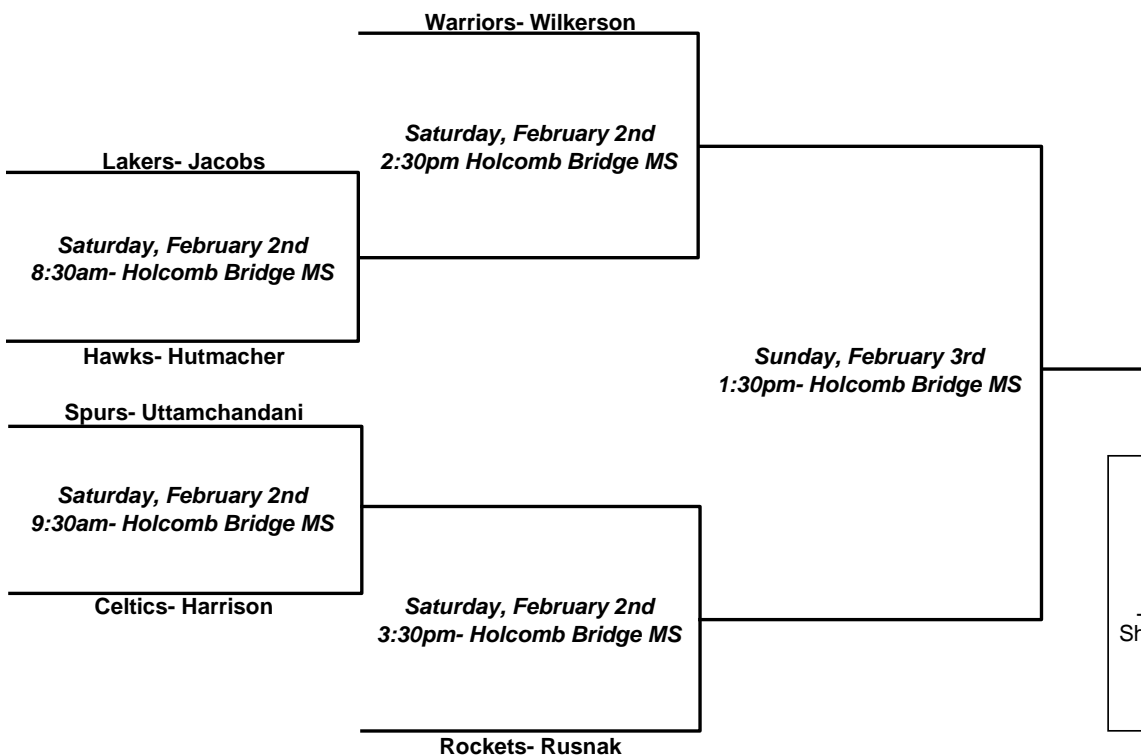 Warriors- Wilkerson
Saturday, February 2nd
2:30pm Holcomb Bridge MS
Lakers- Jacobs
Saturday, February 2nd
8:30am- Holcomb Bridge MS
Hawks- Hutmacher
Sunday, February 3rd
1:30pm- Holcomb Bridge MS
Spurs- Uttamchandani
Saturday, February 2nd
9:30am- Holcomb Bridge MS
Celtics- Harrison
Saturday, February 2nd
3:30pm- Holcomb Bridge MS
Rockets- Rusnak